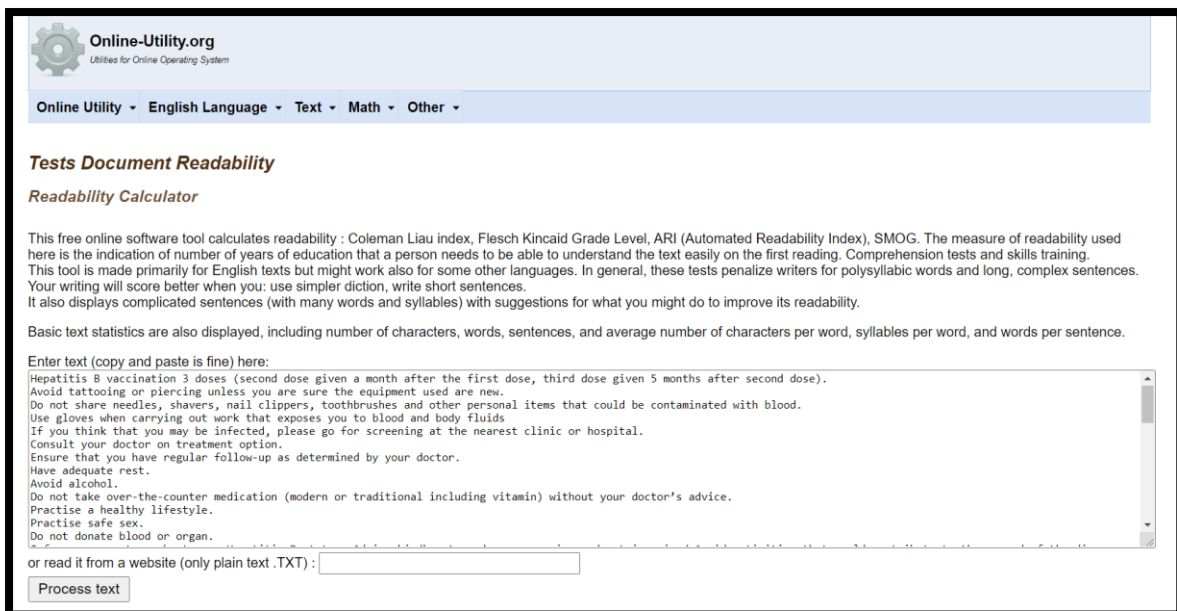 Online-Utility.org
Utilities for Online Operating System
Online Utility English Language Text Math Other
Tests Document Readability
Readability Calculator
This free online software tool calculates readability : Coleman Liau index, Flesch Kincaid Grade Level, ARI (Automated Readability Index), SMOG. The measure of readability used
here is the indication of number of years of education that a person needs to be able to understand the text easily on the first reading. Comprehension tests and skills training.
This tool is made primarily for English texts but might work also for some other languages. In general, these tests penalize writers for polysyllabic words and long, complex sentences.
Your writing will score better when you: use simpler diction, write short sentences.
It also displays complicated sentences (with many words and syllables) with suggestions for what you might do to improve its readability.
Basic text statistics are also displayed, including number of characters, words, sentences, and average number of characters per word, syllables per word, and words per sentence.
Enter text (copy and paste is fine) here:
Hepatitis B vaccination 3 doses (second dose given a month after the first dose, third dose given 5 months after second dose).
Avoid tattooing or piercing unless you are sure the equipment used are new.
Do not share needles, shavers, nail clippers, toothbrushes and other personal items that could be contaminated with blood.
Use gloves when carrying out work that exposes you to blood and body fluids
If you think that you may be infected, please go for screening at the nearest clinic or hospital.
Consult your doctor on treatment option.
Ensure that you have regular follow-up as determined by your doctor.
Have adequate rest.
Avoid alcohol.
Do not take over-the-counter medication (modern or traditional including vitamin) without your doctor’s advice.
Practise a healthy lifestyle.
Practise safe sex.
Do not donate blood or organ.
or read it from a website (only plain text .TXT) :
Process text